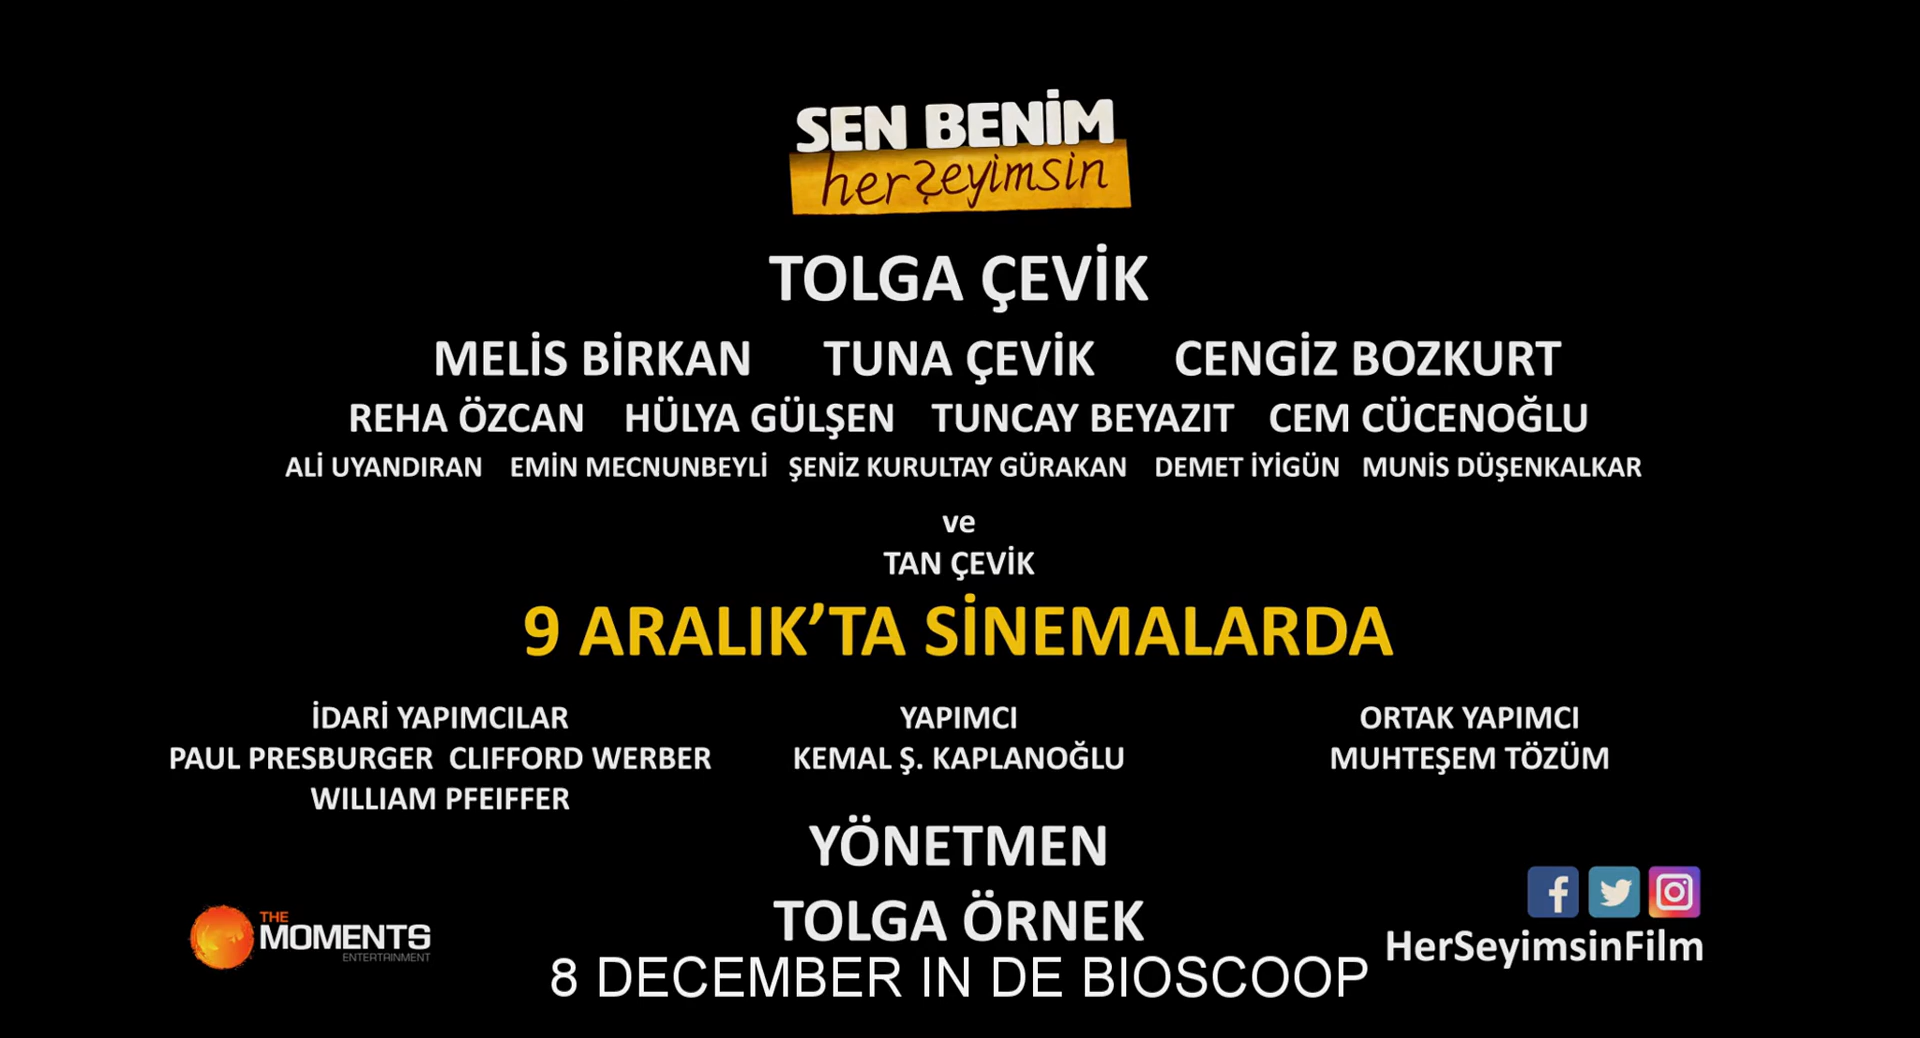 SEN BENİM
herşeyimsin
TOLGA ÇEVİK
MELİS BİRKAN TUNA ÇEVİK CENGİZ BOZKURT
REHA ÖZCAN HÜLYA GÜLŞEN TUNCAY BEYAZIT CEM CÜCENOĞLU
ALİ UYANDIRAN EMİN MECNUNBEYLİ ŞENİZ KURULTAY GÜRAKAN DEMET İYİGÜN MUNİS DÜŞENKALKAR
ve
TAN ÇEVİK
9 ARALIK’TA SİNEMALARDA
İDARİ YAPIMCILAR
PAUL PRESBURGER CLIFFORD WERBER
WILLIAM PFEIFFER
YAPIMCI
KEMAL Ş. KAPLANOĞLU
ORTAK YAPIMCI
MUHTEŞEM TÖZÜM
YÖNETMEN
TOLGA ÖRNEK
THE
MOMENTS
ENTERTAINMENT
HerSeyimsinFilm
8 DECEMBER IN DE BIOSCOOP